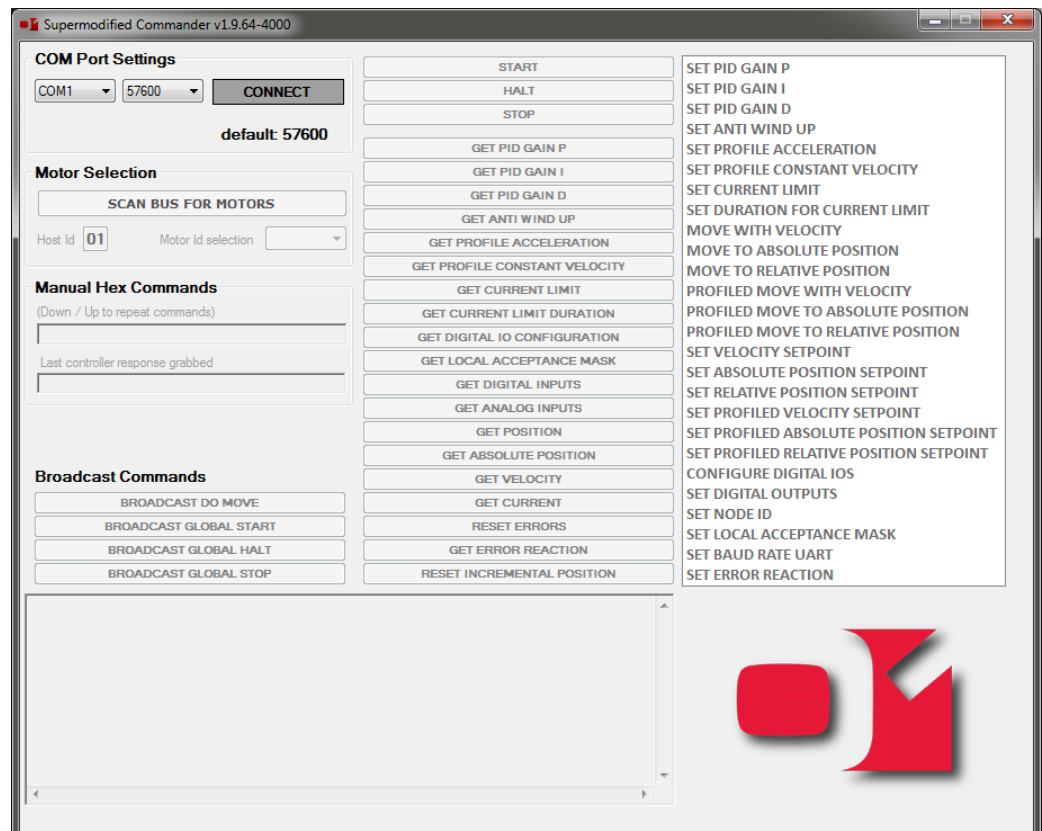 Supermodified Commander v1.9.64-4000
COM Port Settings
COM1 57600 CONNECT
default: 57600
Motor Selection
SCAN BUS FOR MOTORS
Host Id 01 Motor Id selection
Manual Hex Commands
(Down / Up to repeat commands)
Last controller response grabbed
Broadcast Commands
BROADCAST DO MOVE
BROADCAST GLOBAL START
BROADCAST GLOBAL HALT
BROADCAST GLOBAL STOP
START
HALT
STOP
GET PID GAIN P
GET PID GAIN I
GET PID GAIN D
GET ANTI WIND UP
GET PROFILE ACCELERATION
GET PROFILE CONSTANT VELOCITY
GET CURRENT LIMIT
GET CURRENT LIMIT DURATION
GET DIGITAL IO CONFIGURATION
GET LOCAL ACCEPTANCE MASK
GET DIGITAL INPUTS
GET ANALOG INPUTS
GET POSITION
GET ABSOLUTE POSITION
GET VELOCITY
GET CURRENT
RESET ERRORS
GET ERROR REACTION
RESET INCREMENTAL POSITION
SET PID GAIN P
SET PID GAIN I
SET PID GAIN D
SET ANTI WIND UP
SET PROFILE ACCELERATION
SET PROFILE CONSTANT VELOCITY
SET CURRENT LIMIT
SET DURATION FOR CURRENT LIMIT
MOVE WITH VELOCITY
MOVE TO ABSOLUTE POSITION
MOVE TO RELATIVE POSITION
PROFILED MOVE WITH VELOCITY
PROFILED MOVE TO ABSOLUTE POSITION
PROFILED MOVE TO RELATIVE POSITION
SET VELOCITY SETPOINT
SET ABSOLUTE POSITION SETPOINT
SET RELATIVE POSITION SETPOINT
SET PROFILED VELOCITY SETPOINT
SET PROFILED ABSOLUTE POSITION SETPOINT
SET PROFILED RELATIVE POSITION SETPOINT
CONFIGURE DIGITAL IOS
SET DIGITAL OUTPUTS
SET NODE ID
SET LOCAL ACCEPTANCE MASK
SET BAUD RATE UART
SET ERROR REACTION